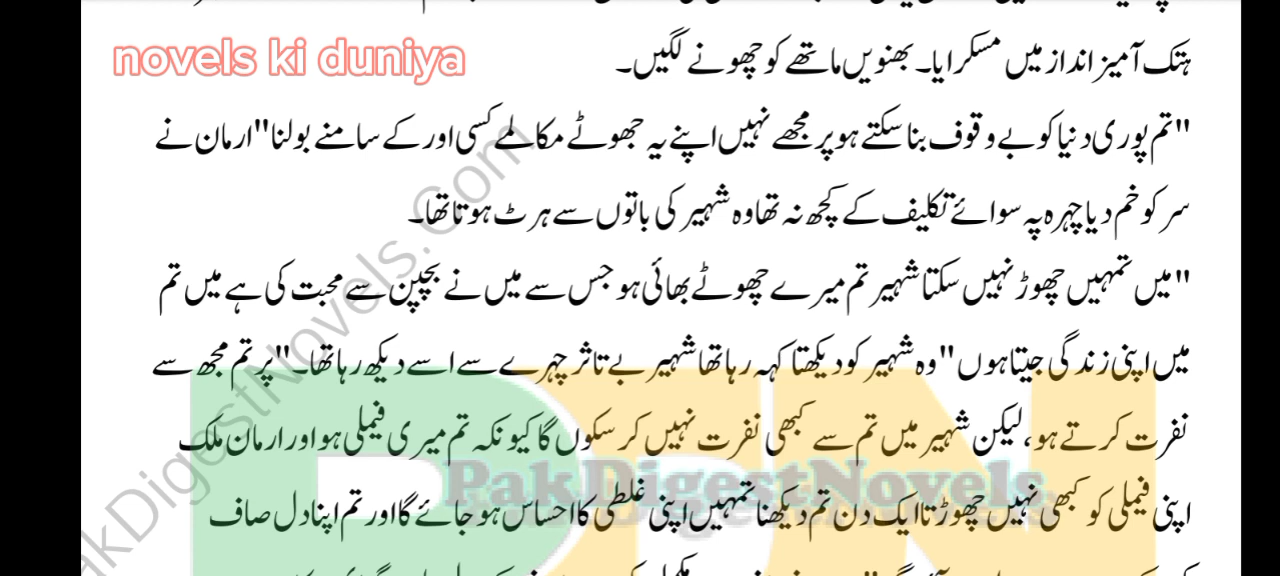 novels ki duniya
ہتک آمیز انداز میں مسکرایا۔ بھنویں ماتھے کو چھونے لگیں۔
"تم پوری دنیا کو بے وقوف بنا سکتے ہو پر مجھے نہیں اپنے یہ جھوٹے مکالمے کسی اور کے سامنے بولنا" ارمان نے
سر کو خم دیا چہرہ پہ سوائے تکلیف کے کچھ نہ تھا وہ شہیر کی باتوں سے ہرٹ ہوتا تھا۔
"میں تمہیں چھوڑ نہیں سکتا شہیر تم میرے چھوٹے بھائی ہو جس سے میں نے بچپن سے محبت کی ہے میں تم
میں اپنی زندگی جیتا ہوں" وہ شہیر کو دیکھتا کہہ رہا تھا شہیر بے تاثر چہرے سے اسے دیکھ رہا تھا۔ "پر تم مجھ سے
نفرت کرتے ہو، لیکن شہیر میں تم سے کبھی نفرت نہیں کر سکوں گا کیونکہ تم میری فیملی ہو اور ارمان ملک
اپنی فیملی کو کبھی نہیں چھوڑتا ایک دن تم دیکھنا تمہیں اپنی غلطی کا احساس ہو جائے گا اور تم اپنا دل صاف
PakDigestNovels
akDigestNovels.Com